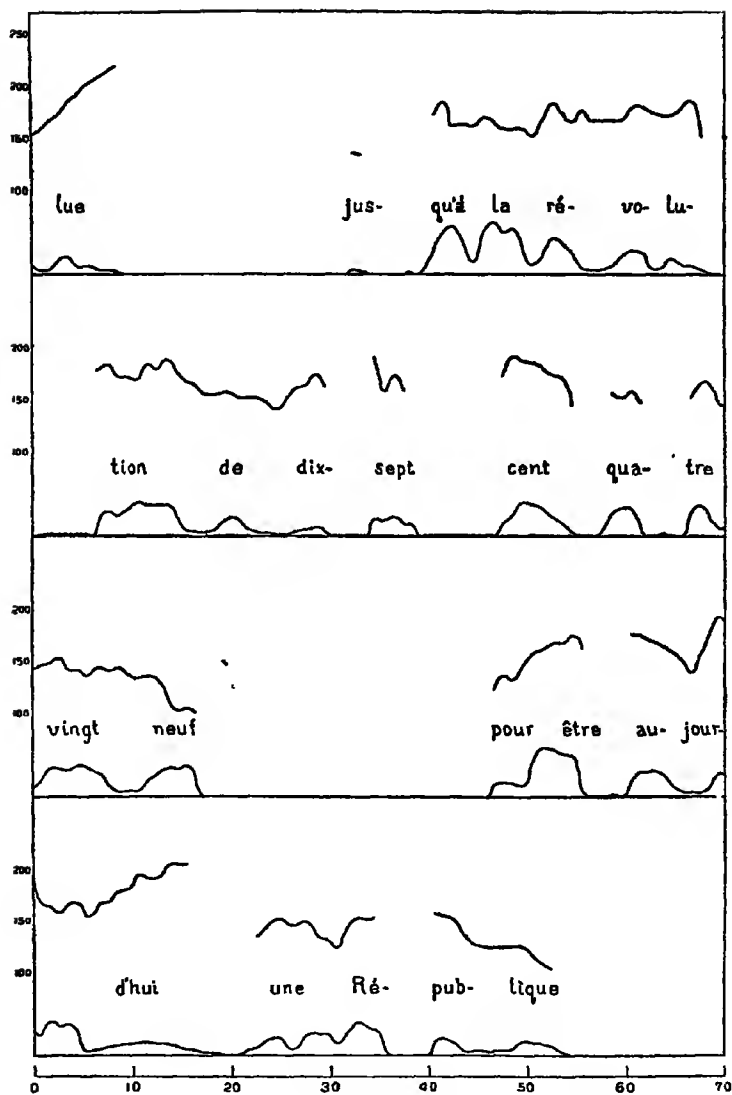 250
200
150
100
lue jus- qu'à la ré- vo- lu-
200
150
100
tion de dix- sept cent qua- tre
200
150
100
vingt neuf pour être au- jour-
200
150
100
d'hui une Ré- pub- lique
0 10 20 30 40 50 60 70